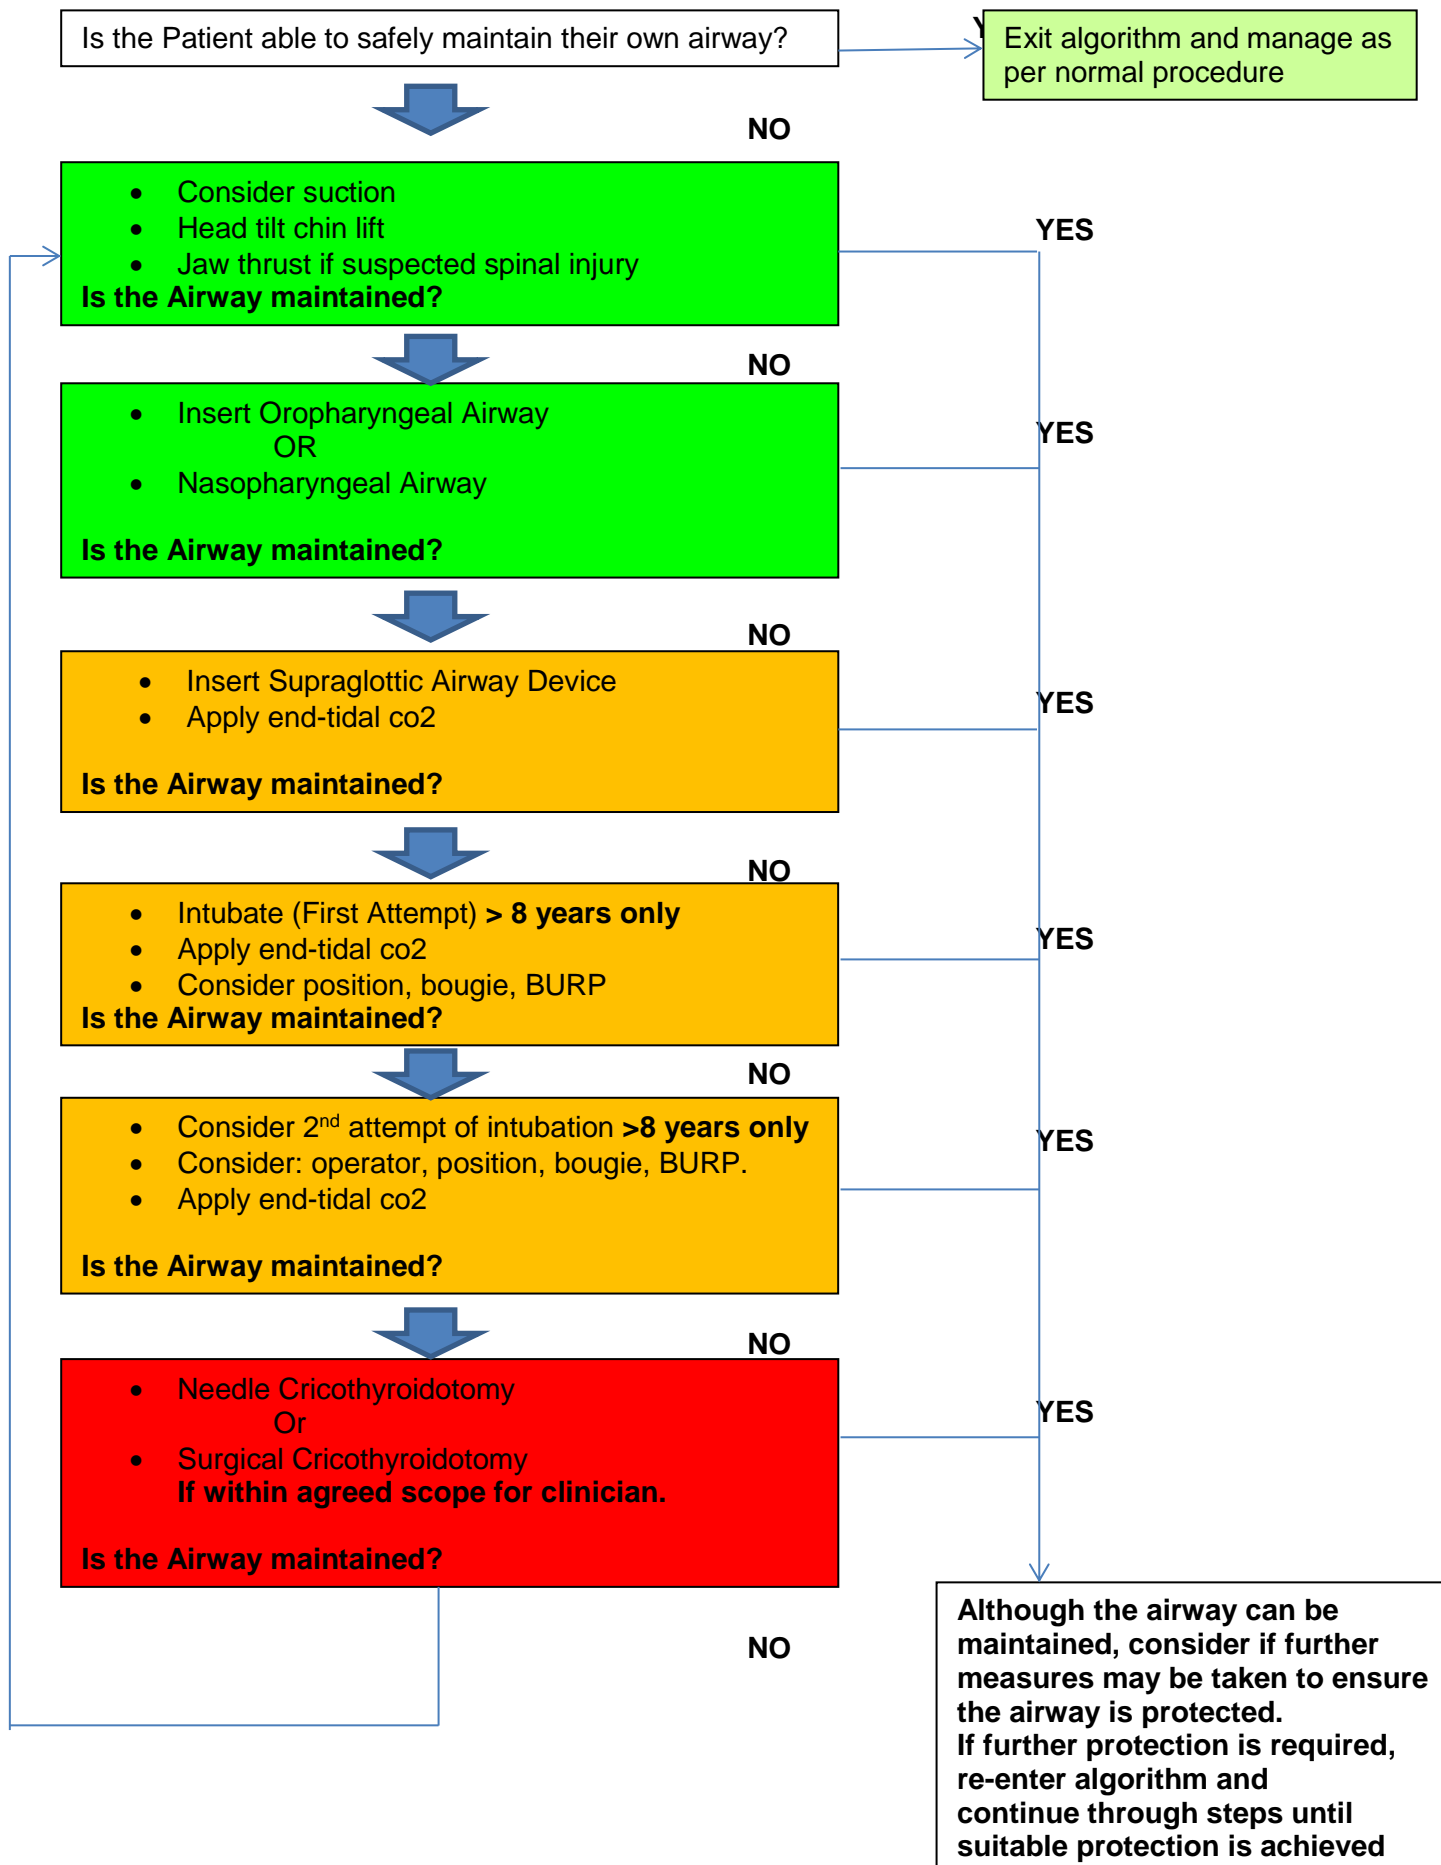 Is the Patient able to safely maintain their own airway?
Exit algorithm and manage as
per normal procedure
NO
• Consider suction
• Head tilt chin lift
• Jaw thrust if suspected spinal injury
Is the Airway maintained?
YES
NO
• Insert Oropharyngeal Airway
OR
• Nasopharyngeal Airway
Is the Airway maintained?
YES
NO
• Insert Supraglottic Airway Device
• Apply end-tidal co2
Is the Airway maintained?
YES
NO
• Intubate (First Attempt) > 8 years only
• Apply end-tidal co2
• Consider position, bougie, BURP
Is the Airway maintained?
YES
NO
• Consider 2nd attempt of intubation >8 years only
• Consider: operator, position, bougie, BURP.
• Apply end-tidal co2
Is the Airway maintained?
YES
NO
• Needle Cricothyroidotomy
Or
• Surgical Cricothyroidotomy
If within agreed scope for clinician.
Is the Airway maintained?
YES
NO
Although the airway can be
maintained, consider if further
measures may be taken to ensure
the airway is protected.
If further protection is required,
re-enter algorithm and
continue through steps until
suitable protection is achieved